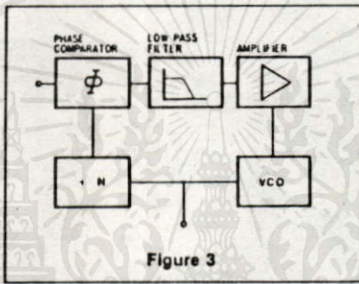 PHASE COMPARATOR
LOW PASS FILTER
AMPLIFIER
Φ
N
VCO
Figure 3